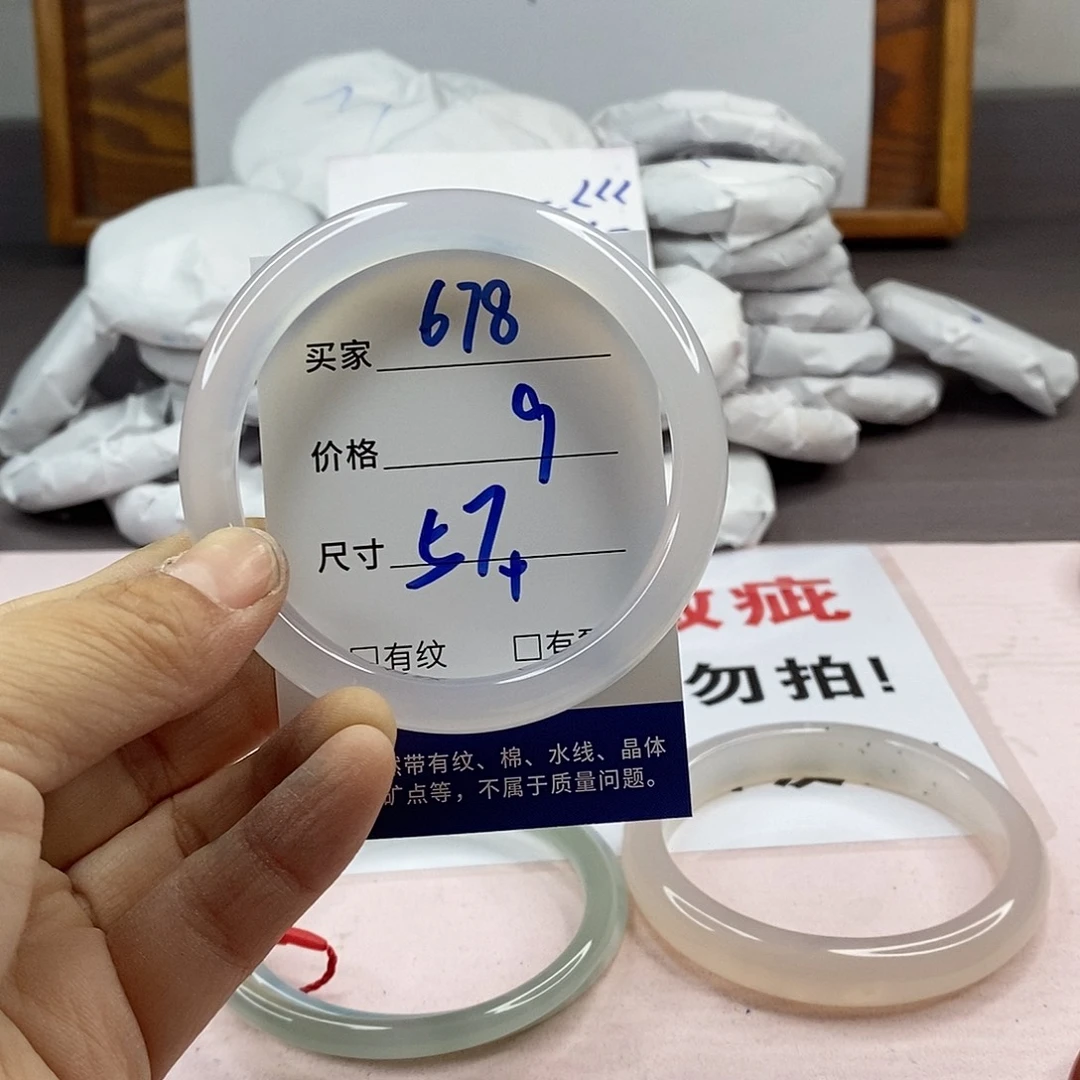 买家 678
价格 9
尺寸 57+
□有纹 □有
带有纹、棉、水线、晶体
矿点等，不属于质量问题。
疵
勿拍!